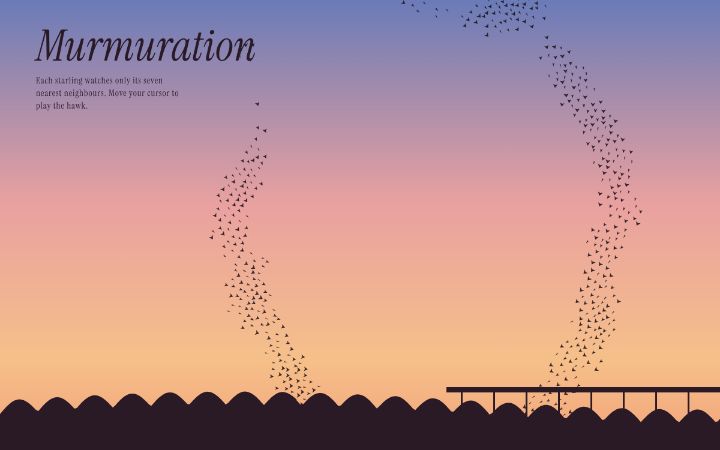 Murmuration
Each starling watches only its seven
nearest neighbours. Move your cursor to
play the hawk.